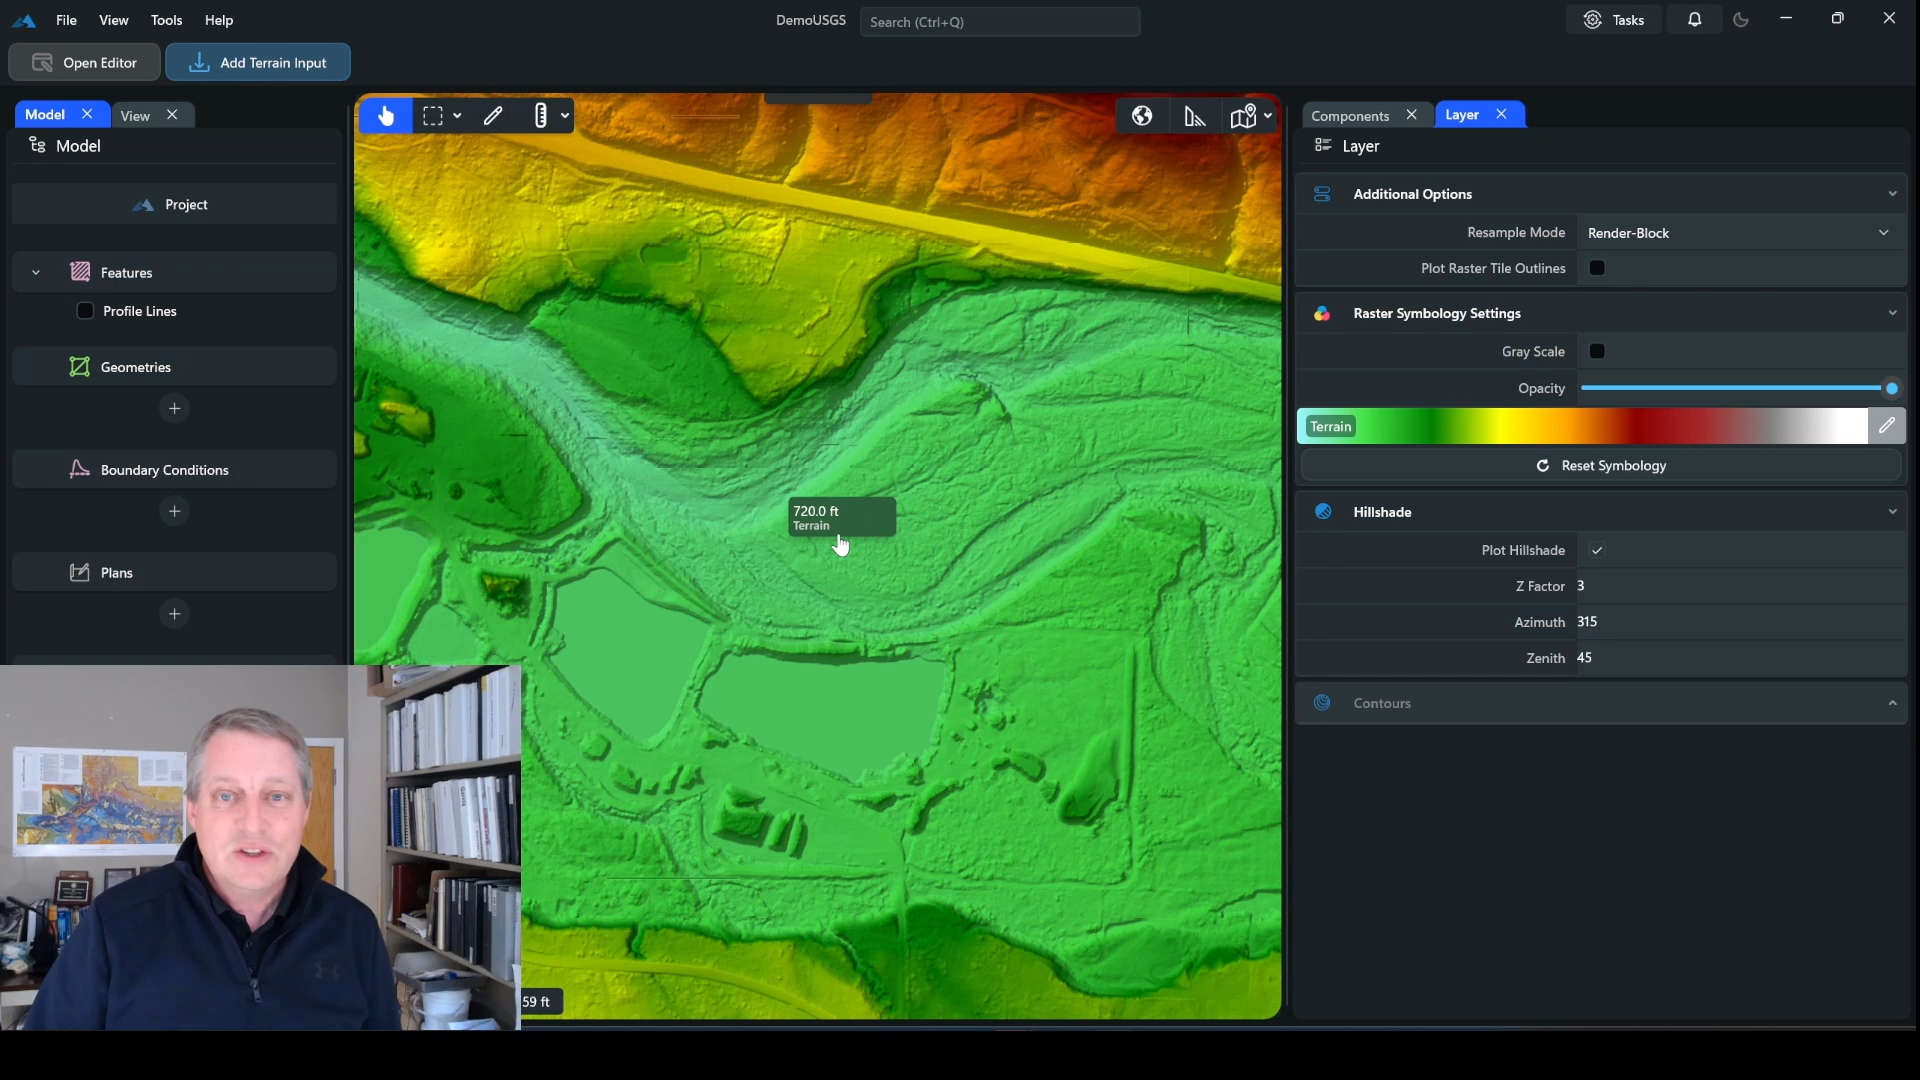 File View Tools Help
DemoUSGS
Search (Ctrl+Q)
Tasks
Open Editor
Add Terrain Input
Model
View
Model
Project
Features
Profile Lines
Geometries
+
Boundary Conditions
+
Plans
+
720.0 ft
Terrain
59 ft
Components
Layer
Layer
Additional Options
Resample Mode Render-Block
Plot Raster Tile Outlines
Raster Symbology Settings
Gray Scale
Opacity
Terrain
Reset Symbology
Hillshade
Plot Hillshade
Z Factor 3
Azimuth 315
Zenith 45
Contours